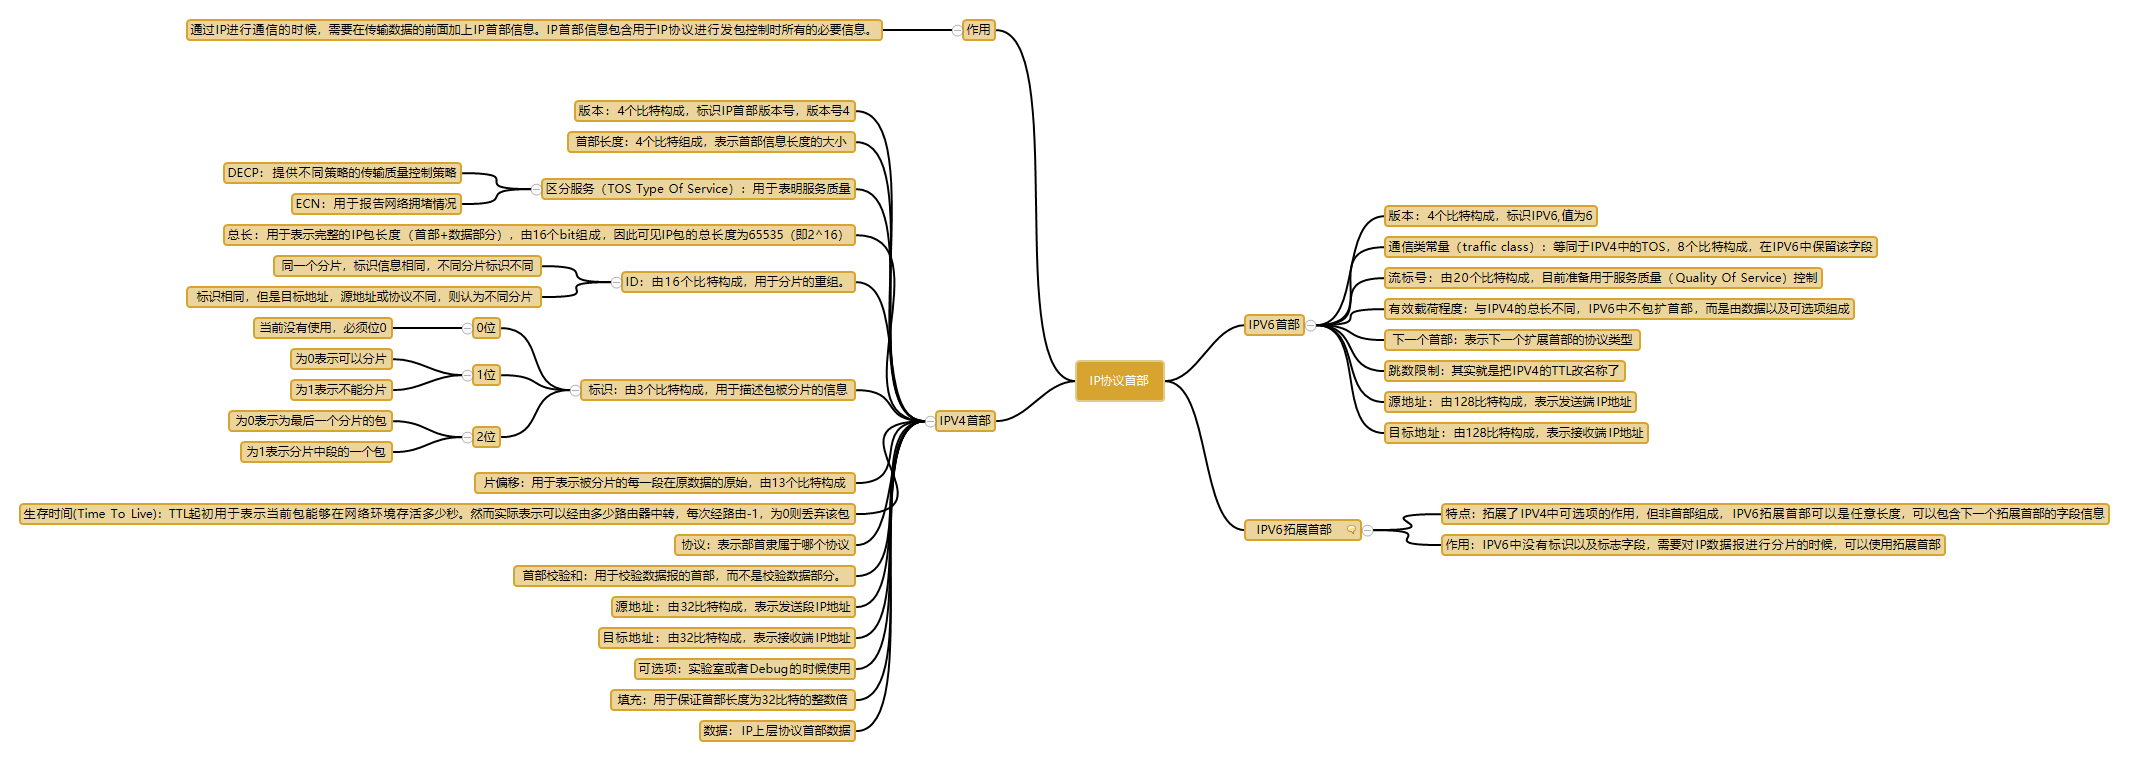 通过IP进行通信的时候，需要在传输数据的前面加上IP首部信息。IP首部信息包含用于IP协议进行发包控制时所有的必要信息。
作用
版本：4个比特构成，标识IP首部版本号，版本号4
首部长度：4个比特组成，表示首部信息长度的大小
DECP：提供不同策略的传输质量控制策略
ECN：用于报告网络拥堵情况
区分服务（TOS Type Of Service）：用于表明服务质量
总长：用于表示完整的IP包长度（首部+数据部分），由16个bit组成，因此可见IP包的总长度为65535（即2^16）
同一个分片，标识信息相同，不同分片标识不同
标识相同，但是目标地址，源地址或协议不同，则认为不同分片
ID：由16个比特构成，用于分片的重组。
当前没有使用，必须位0
0位
为0表示可以分片
为1表示不能分片
1位
为0表示为最后一个分片的包
为1表示分片中段的一个包
2位
标识：由3个比特构成，用于描述包被分片的信息
IPV4首部
片偏移：用于表示被分片的每一段在原数据的原始，由13个比特构成
生存时间(Time To Live)：TTL起初用于表示当前包能够在网络环境存活多少秒。然而实际表示可以经由多少路由器中转，每次经路由-1，为0则丢弃该包
协议：表示部首隶属于哪个协议
首部校验和：用于校验数据报的首部，而不是校验数据部分。
源地址：由32比特构成，表示发送段IP地址
目标地址：由32比特构成，表示接收端IP地址
可选项：实验室或者Debug的时候使用
填充：用于保证首部长度为32比特的整数倍
数据：IP上层协议首部数据
IP协议首部
IPV6首部
版本：4个比特构成，标识IPV6,值为6
通信类常量（traffic class）：等同于IPV4中的TOS，8个比特构成，在IPV6中保留该字段
流标号：由20个比特构成，目前准备用于服务质量（Quality Of Service）控制
有效载荷程度：与IPV4的总长不同，IPV6中不包扩首部，而是由数据以及可选项组成
下一个首部：表示下一个扩展首部的协议类型
跳数限制：其实就是把IPV4的TTL改名称了
源地址：由128比特构成，表示发送端IP地址
目标地址：由128比特构成，表示接收端IP地址
IPV6拓展首部
特点：拓展了IPV4中可选项的作用，但非首部组成，IPV6拓展首部可以是任意长度，可以包含下一个拓展首部的字段信息
作用：IPV6中没有标识以及标志字段，需要对IP数据报进行分片的时候，可以使用拓展首部